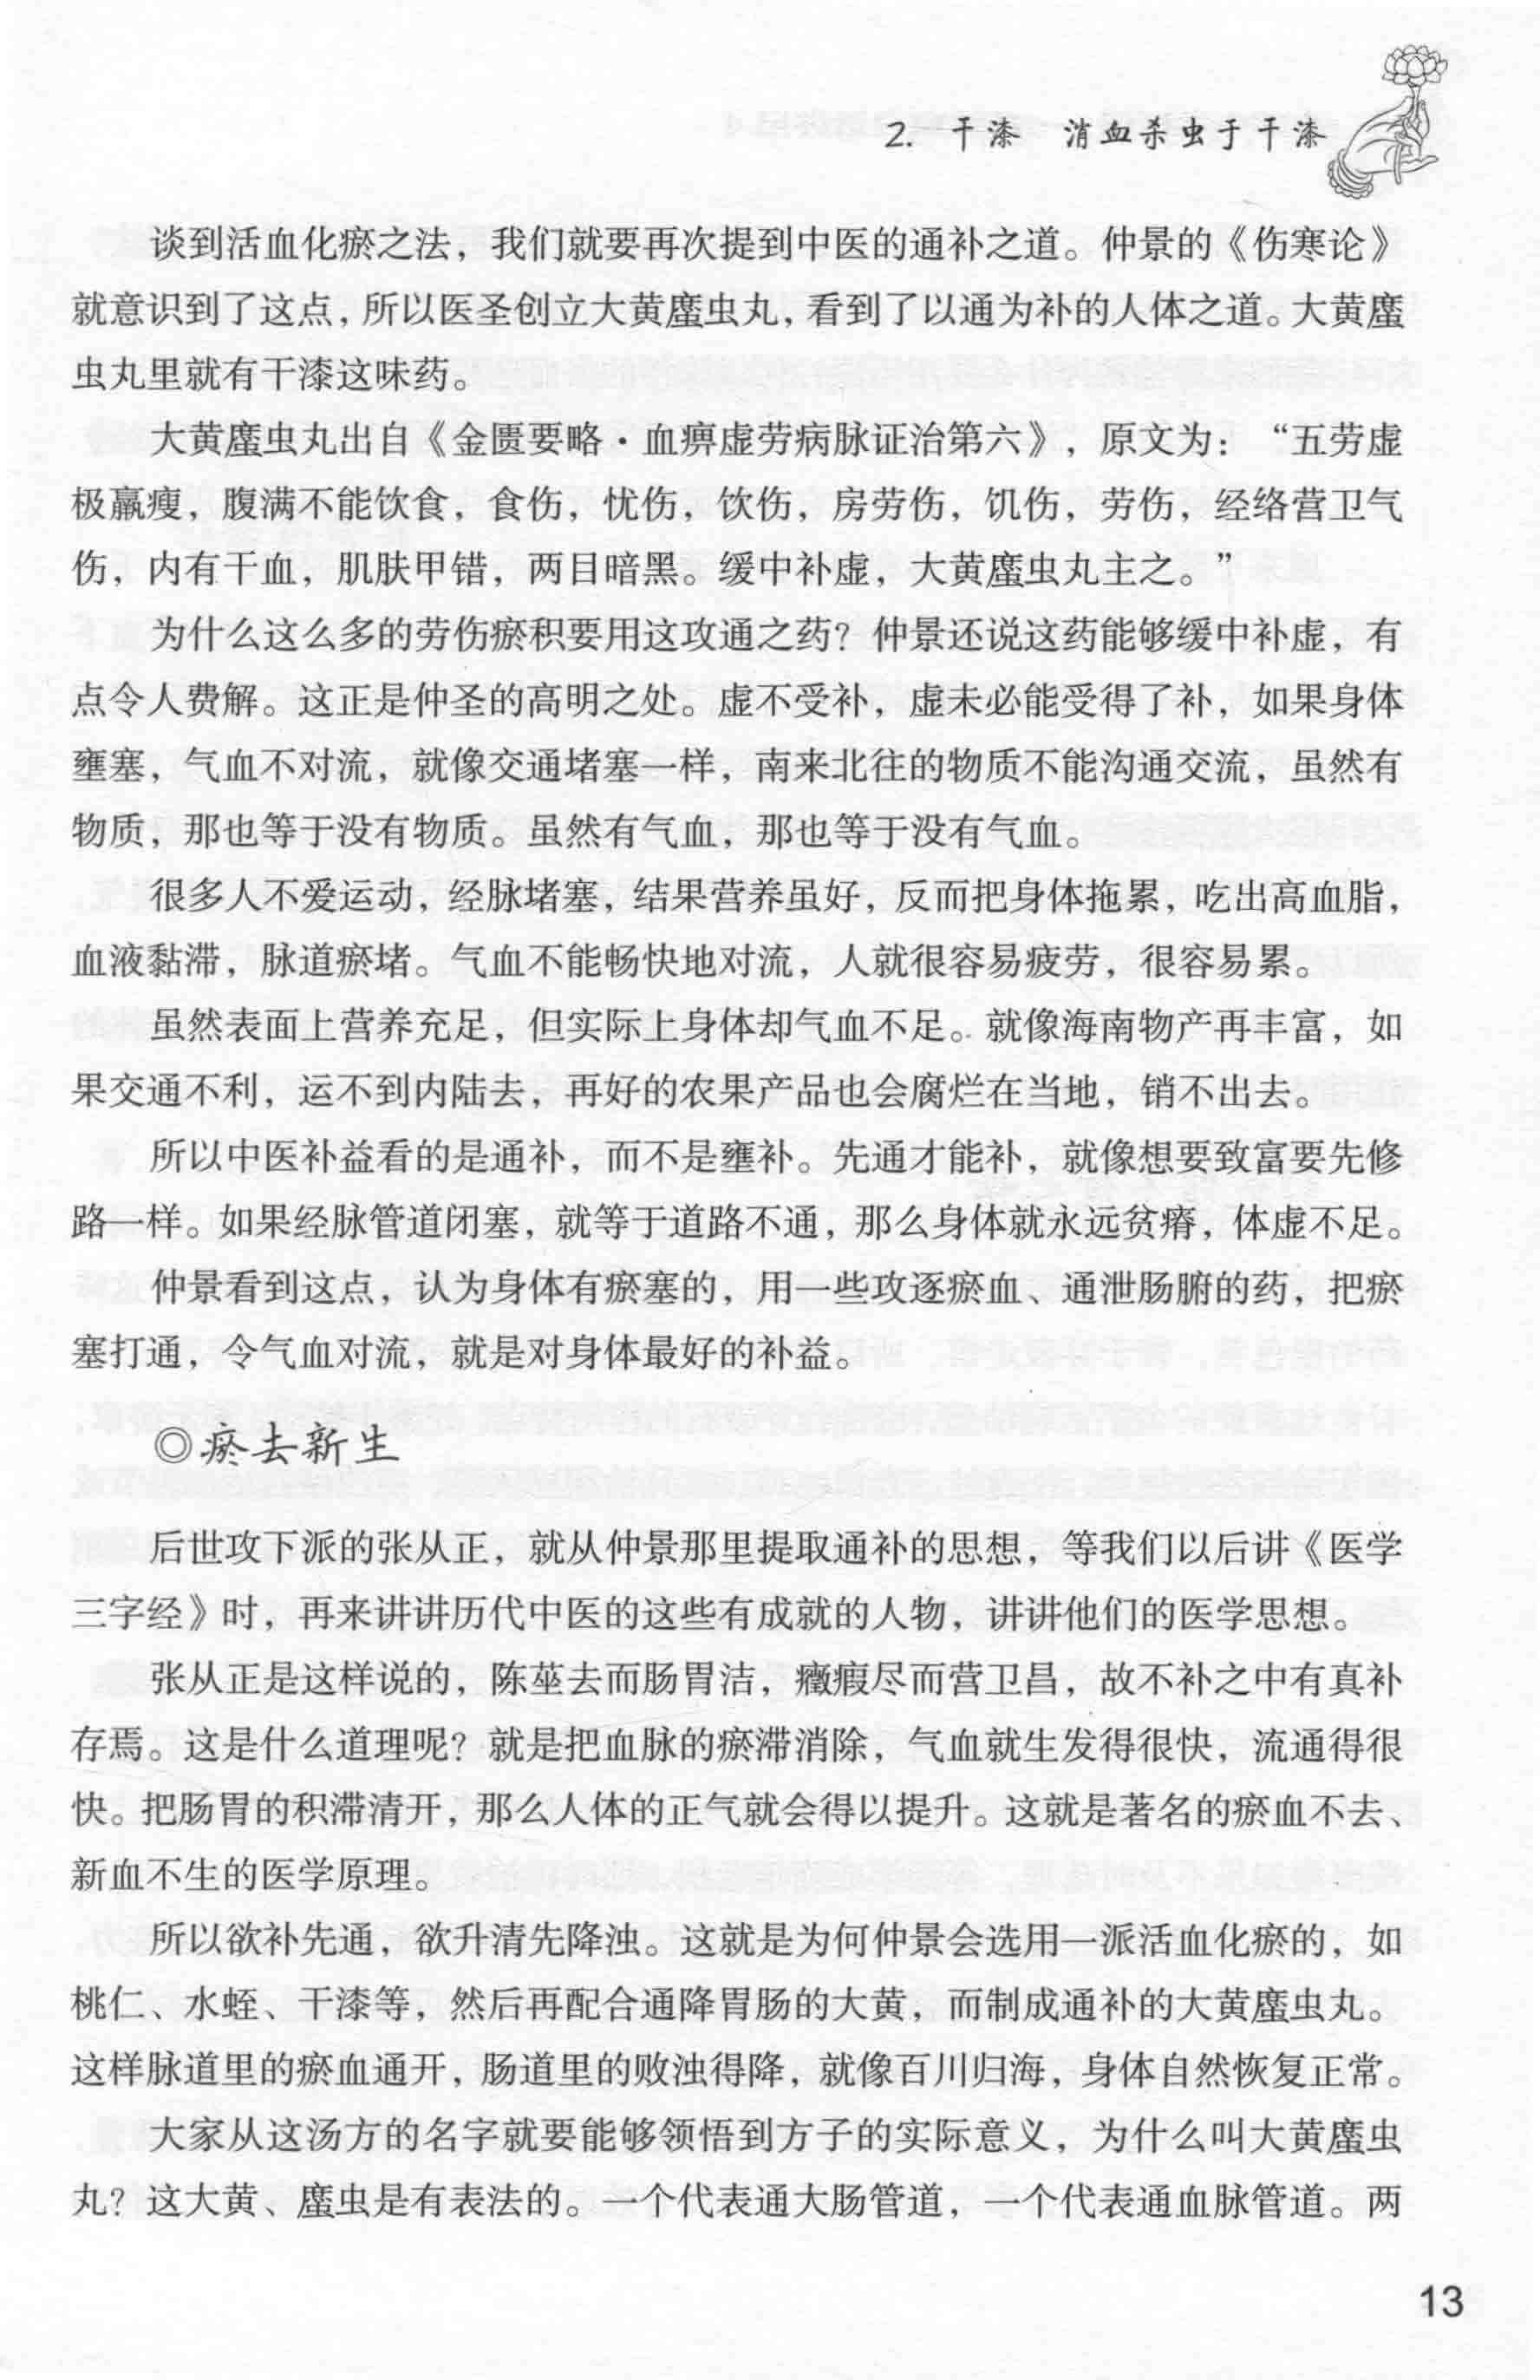 2. 干漆　消血杀虫于干漆
谈到活血化瘀之法，我们就要再次提到中医的通补之道。仲景的《伤寒论》
就意识到了这点，所以医圣创立大黄䗪虫丸，看到了以通为补的人体之道。大黄䗪
虫丸里就有干漆这味药。
大黄䗪虫丸出自《金匮要略·血痹虚劳病脉证治第六》，原文为：“五劳虚
极羸瘦，腹满不能饮食，食伤，忧伤，饮伤，房劳伤，饥伤，劳伤，经络营卫气
伤，内有干血，肌肤甲错，两目暗黑。缓中补虚，大黄䗪虫丸主之。”
为什么这么多的劳伤瘀积要用这攻通之药？仲景还说这药能够缓中补虚，有
点令人费解。这正是仲圣的高明之处。虚不受补，虚未必能受得了补，如果身体
壅塞，气血不对流，就像交通堵塞一样，南来北往的物质不能沟通交流，虽然有
物质，那也等于没有物质。虽然有气血，那也等于没有气血。
很多人不爱运动，经脉堵塞，结果营养虽好，反而把身体拖累，吃出高血脂，
血液黏滞，脉道瘀堵。气血不能畅快地对流，人就很容易疲劳，很容易累。
虽然表面上营养充足，但实际上身体却气血不足。就像海南物产再丰富，如
果交通不利，运不到内陆去，再好的农果产品也会腐烂在当地，销不出去。
所以中医补益看的是通补，而不是壅补。先通才能补，就像想要致富要先修
路一样。如果经脉管道闭塞，就等于道路不通，那么身体就永远贫瘠，体虚不足。
仲景看到这点，认为身体有瘀塞的，用一些攻逐瘀血、通泄肠腑的药，把瘀
塞打通，令气血对流，就是对身体最好的补益。
◎瘀去新生
后世攻下派的张从正，就从仲景那里提取通补的思想，等我们以后讲《医学
三字经》时，再来讲讲历代中医的这些有成就的人物，讲讲他们的医学思想。
张从正是这样说的，陈莝去而肠胃洁，癥瘕尽而营卫昌，故不补之中有真补
存焉。这是什么道理呢？就是把血脉的瘀滞消除，气血就生发得很快，流通得很
快。把肠胃的积滞清开，那么人体的正气就会得以提升。这就是著名的瘀血不去、
新血不生的医学原理。
所以欲补先通，欲升清先降浊。这就是为何仲景会选用一派活血化瘀的，如
桃仁、水蛭、干漆等，然后再配合通降胃肠的大黄，而制成通补的大黄䗪虫丸。
这样脉道里的瘀血通开，肠道里的败浊得降，就像百川归海，身体自然恢复正常。
大家从这汤方的名字就要能够领悟到方子的实际意义，为什么叫大黄䗪虫
丸？这大黄、䗪虫是有表法的。一个代表通大肠管道，一个代表通血脉管道。两
13